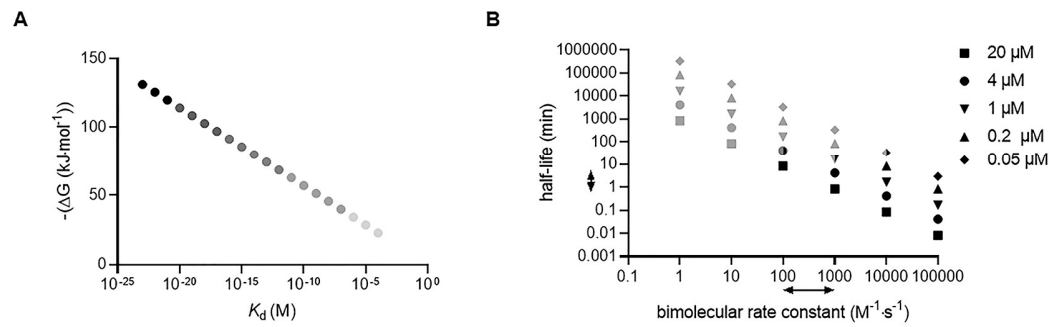 A
B
150
100
50
0
-(ΔG (kJ·mol⁻¹))
10⁻²⁵
10⁻²⁰
10⁻¹⁵
10⁻¹⁰
10⁻⁵
10⁰
Kd (M)
1000000
100000
10000
1000
100
10
1
0.1
0.01
0.001
half-life (min)
0.1
1
10
100
1000
10000
100000
bimolecular rate constant (M⁻¹·s⁻¹)
20 µM
4 µM
1 µM
0.2 µM
0.05 µM